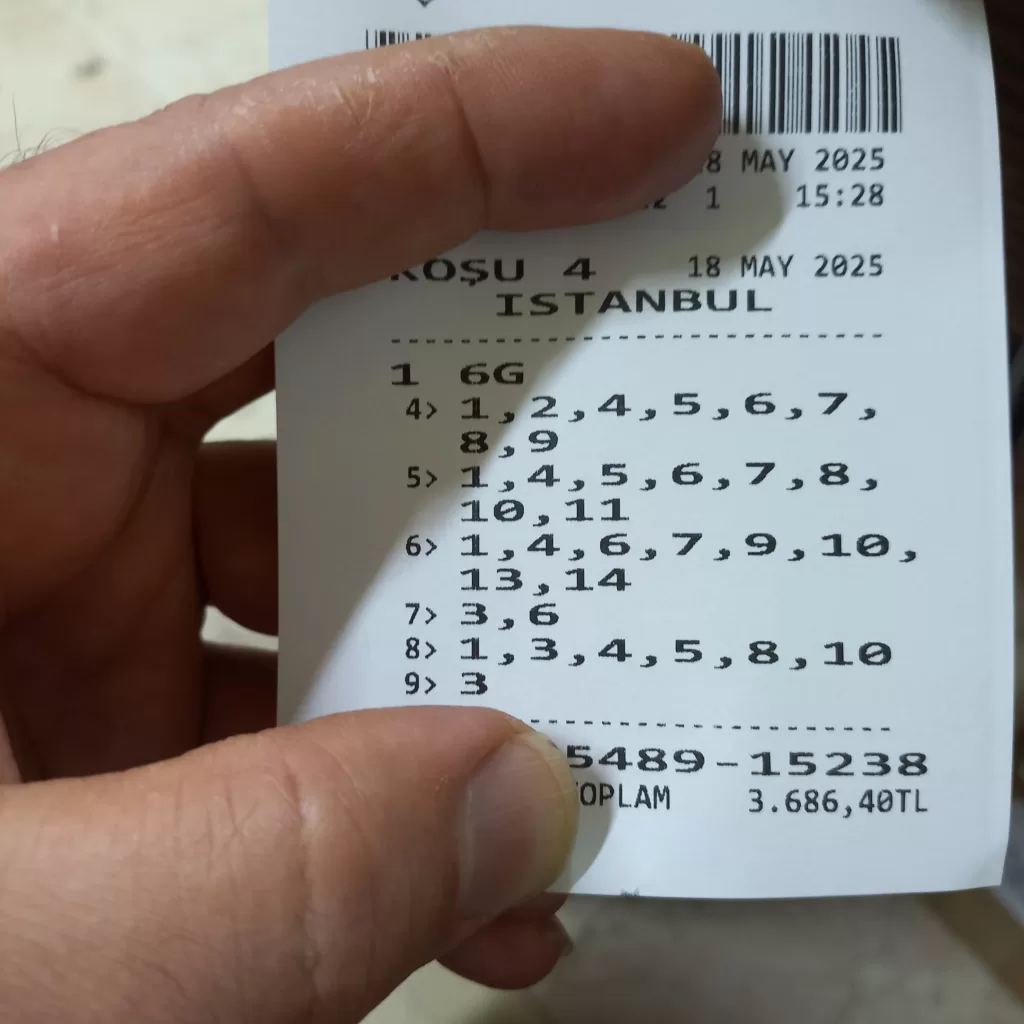 18 MAY 2025
1 15:28
KOŞU 4 18 MAY 2025
ISTANBUL
1 6G
4> 1,2,4,5,6,7,
8,9
5> 1,4,5,6,7,8,
10,11
6> 1,4,6,7,9,10,
13,14
7> 3,6
8> 1,3,4,5,8,10
9> 3
5489-15238
TOPLAM 3.686,40TL